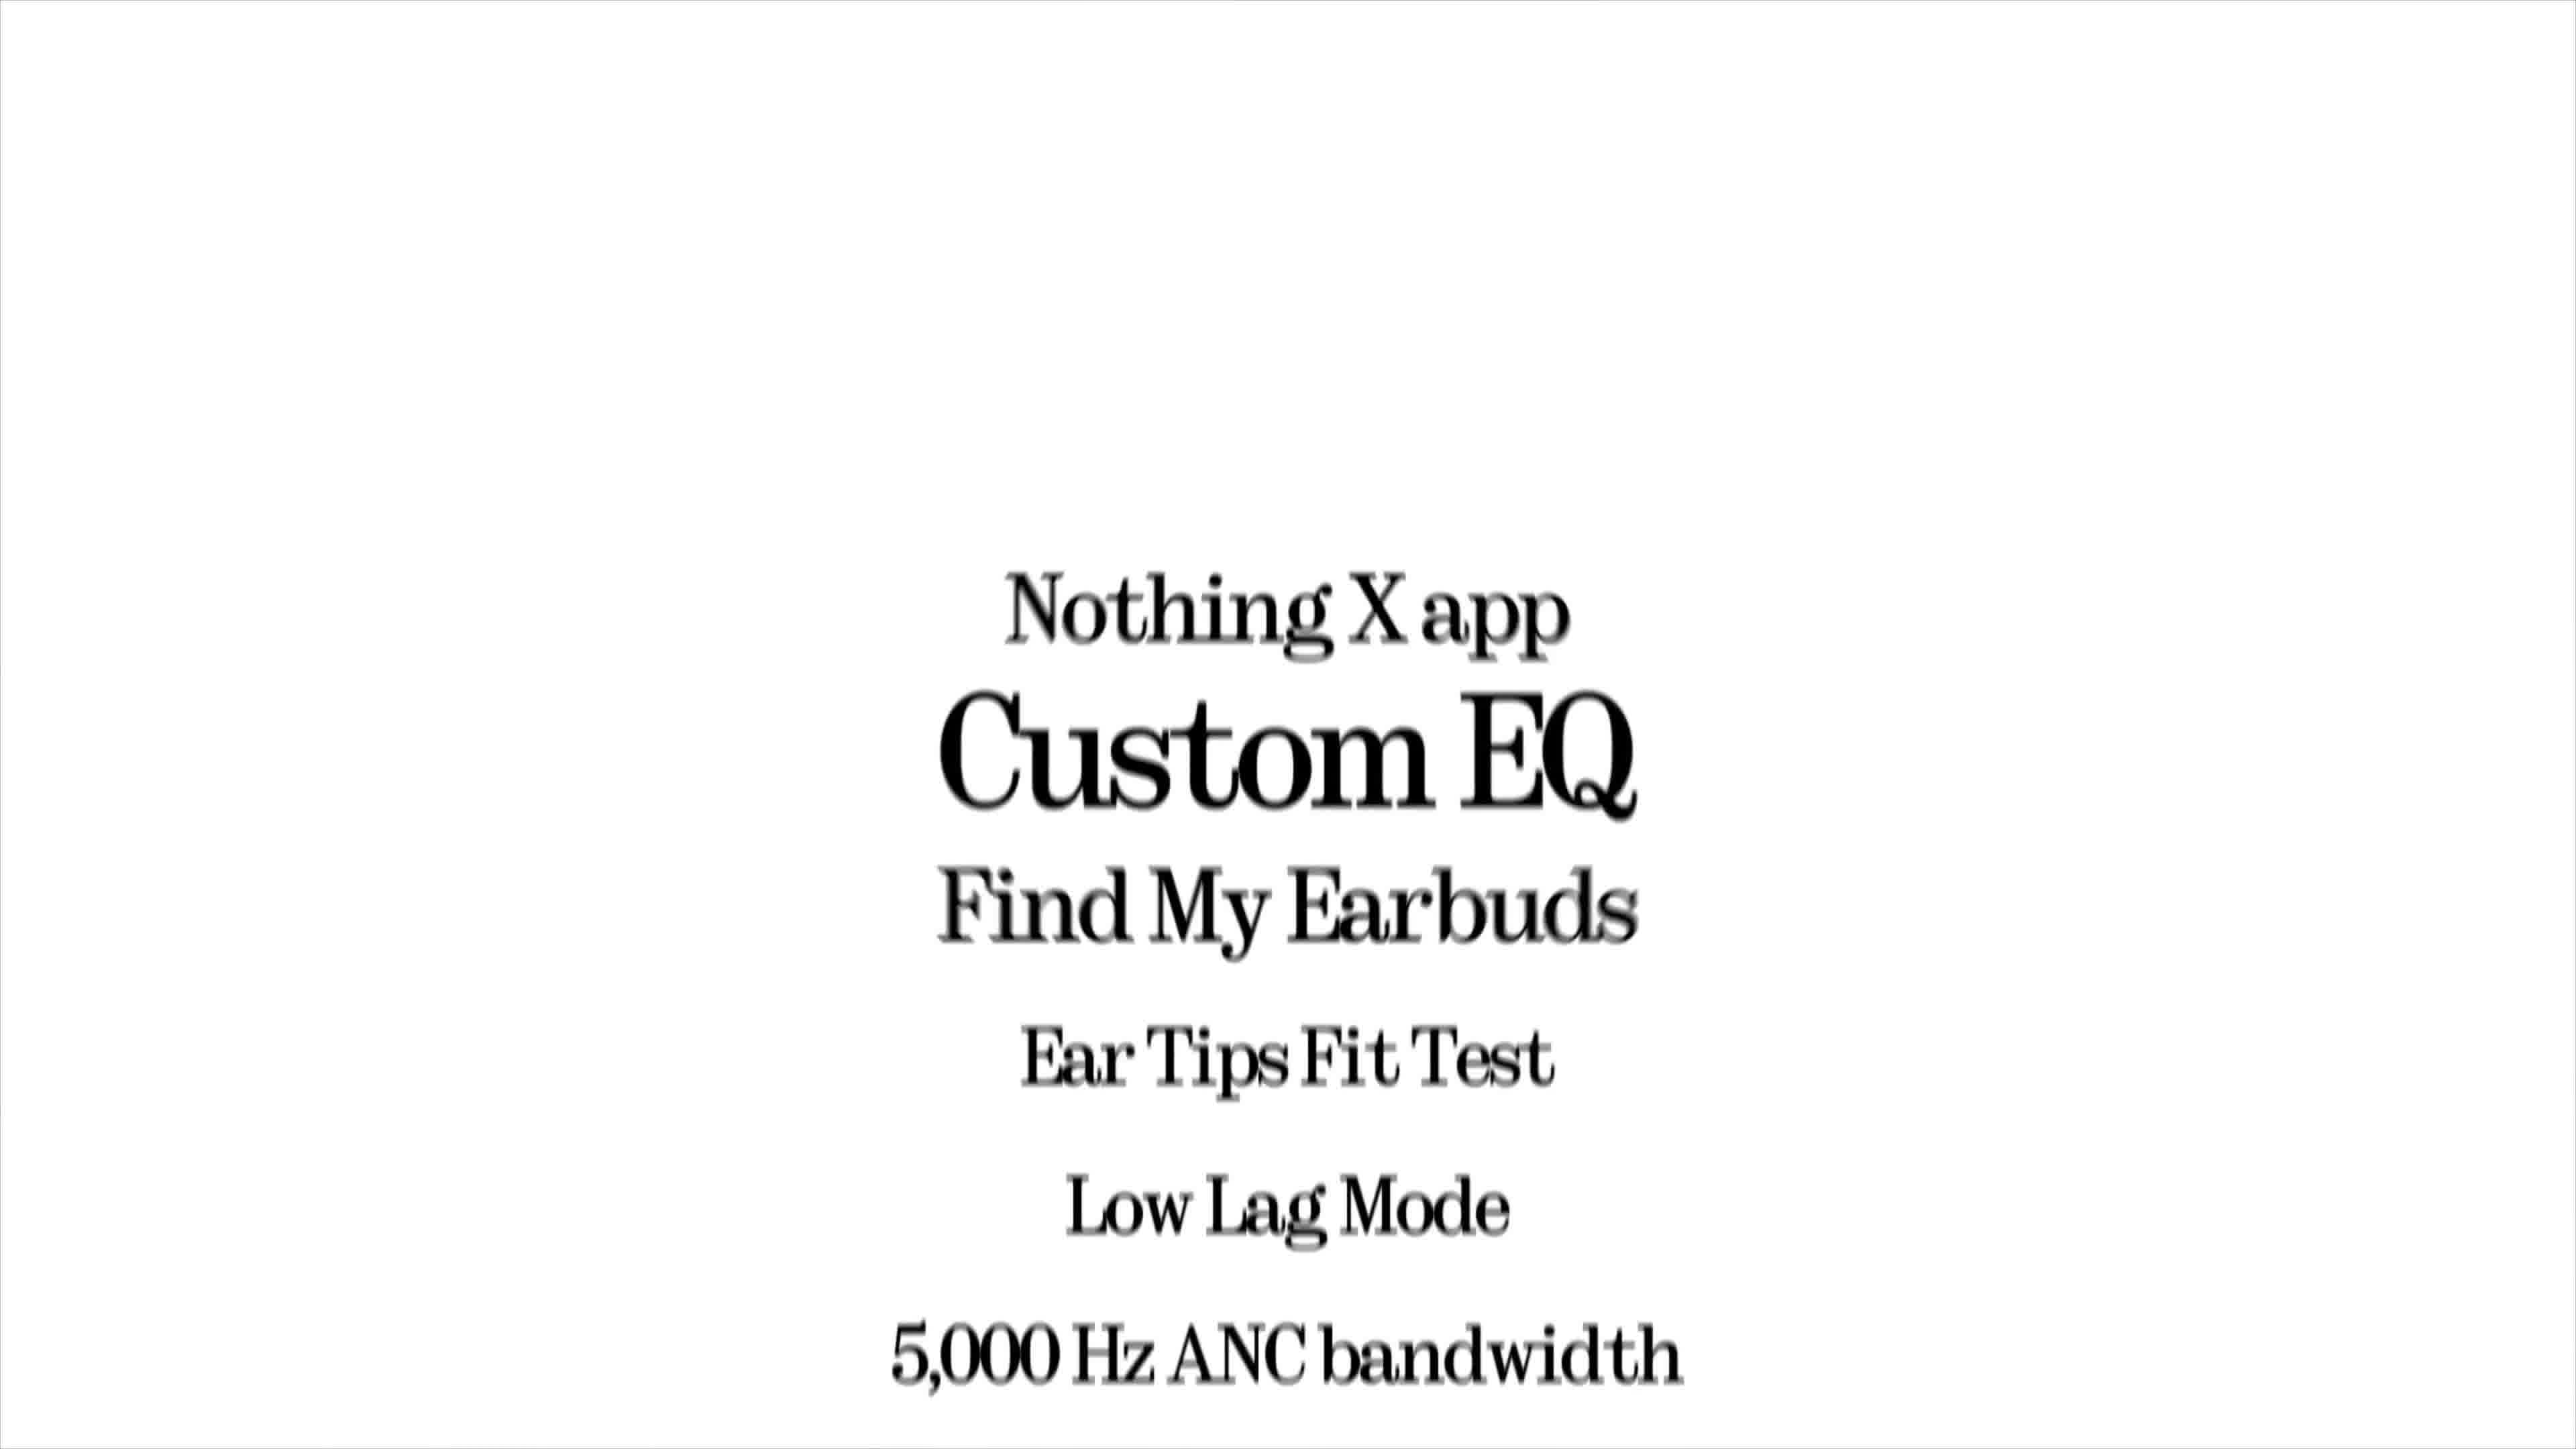 Nothing X app
Custom EQ
Find My Earbuds
Ear Tips Fit Test
Low Lag Mode
5,000 Hz ANC bandwidth